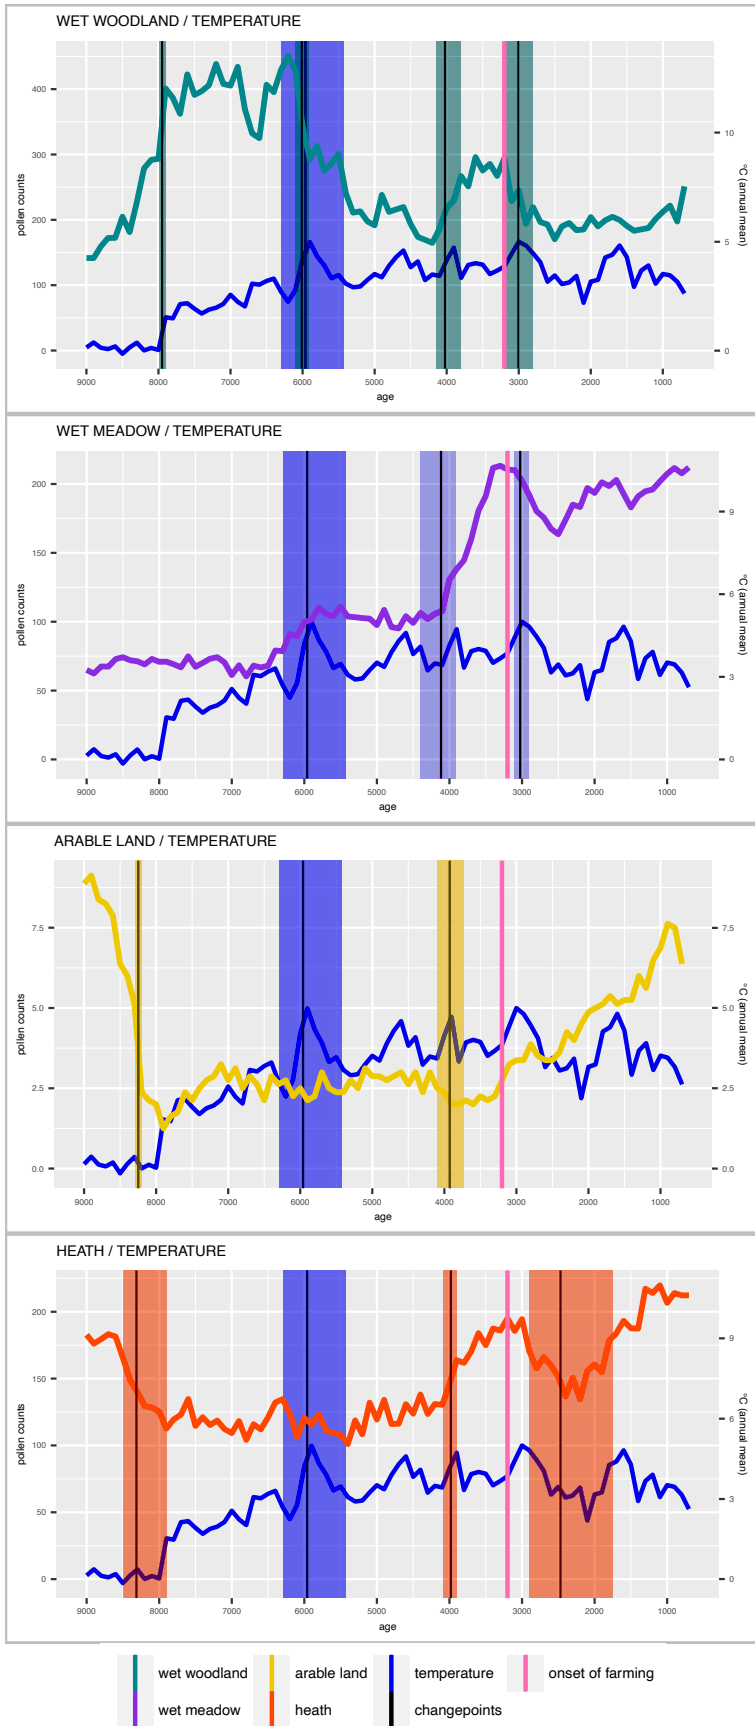 WET WOODLAND / TEMPERATURE
400
300
200
100
0
10
5
0
pollen counts
°C (annual mean)
9000 8000 7000 6000 5000 4000 3000 2000 1000
age
WET MEADOW / TEMPERATURE
200
150
100
50
0
9
6
3
0
pollen counts
°C (annual mean)
9000 8000 7000 6000 5000 4000 3000 2000 1000
age
ARABLE LAND / TEMPERATURE
7.5
5.0
2.5
0.0
7.5
5.0
2.5
0.0
pollen counts
°C (annual mean)
9000 8000 7000 6000 5000 4000 3000 2000 1000
age
HEATH / TEMPERATURE
200
150
100
50
0
9
6
3
0
pollen counts
°C (annual mean)
9000 8000 7000 6000 5000 4000 3000 2000 1000
age
wet woodland arable land temperature onset of farming
wet meadow heath changepoints